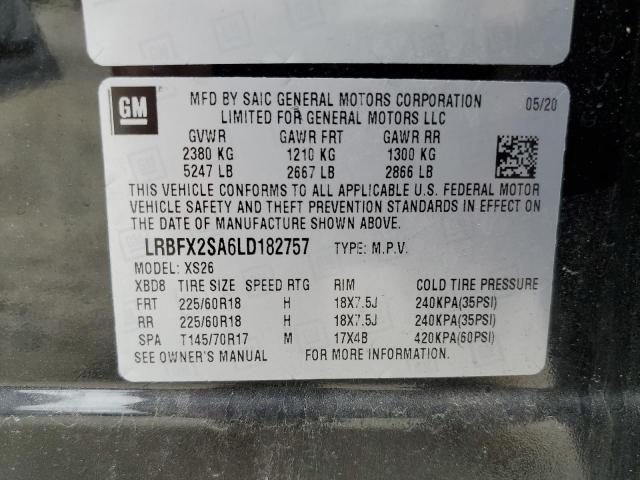 GM
MFD BY SAIC GENERAL MOTORS CORPORATION 05/20
LIMITED FOR GENERAL MOTORS LLC
GVWR GAWR FRT GAWR RR
2380 KG 1210 KG 1300 KG
5247 LB 2667 LB 2866 LB
THIS VEHICLE CONFORMS TO ALL APPLICABLE U.S. FEDERAL MOTOR
VEHICLE SAFETY AND THEFT PREVENTION STANDARDS IN EFFECT ON
THE DATE OF MANUFACTURE SHOWN ABOVE.
LRBFX2SA6LD182757 TYPE: M.P.V.
MODEL: XS26
XBD8 TIRE SIZE SPEED RTG RIM COLD TIRE PRESSURE
FRT 225/60R18 H 18X7.5J 240KPA(35PSI)
RR 225/60R18 H 18X7.5J 240KPA(35PSI)
SPA T145/70R17 M 17X4B 420KPA(60PSI)
SEE OWNER'S MANUAL FOR MORE INFORMATION.